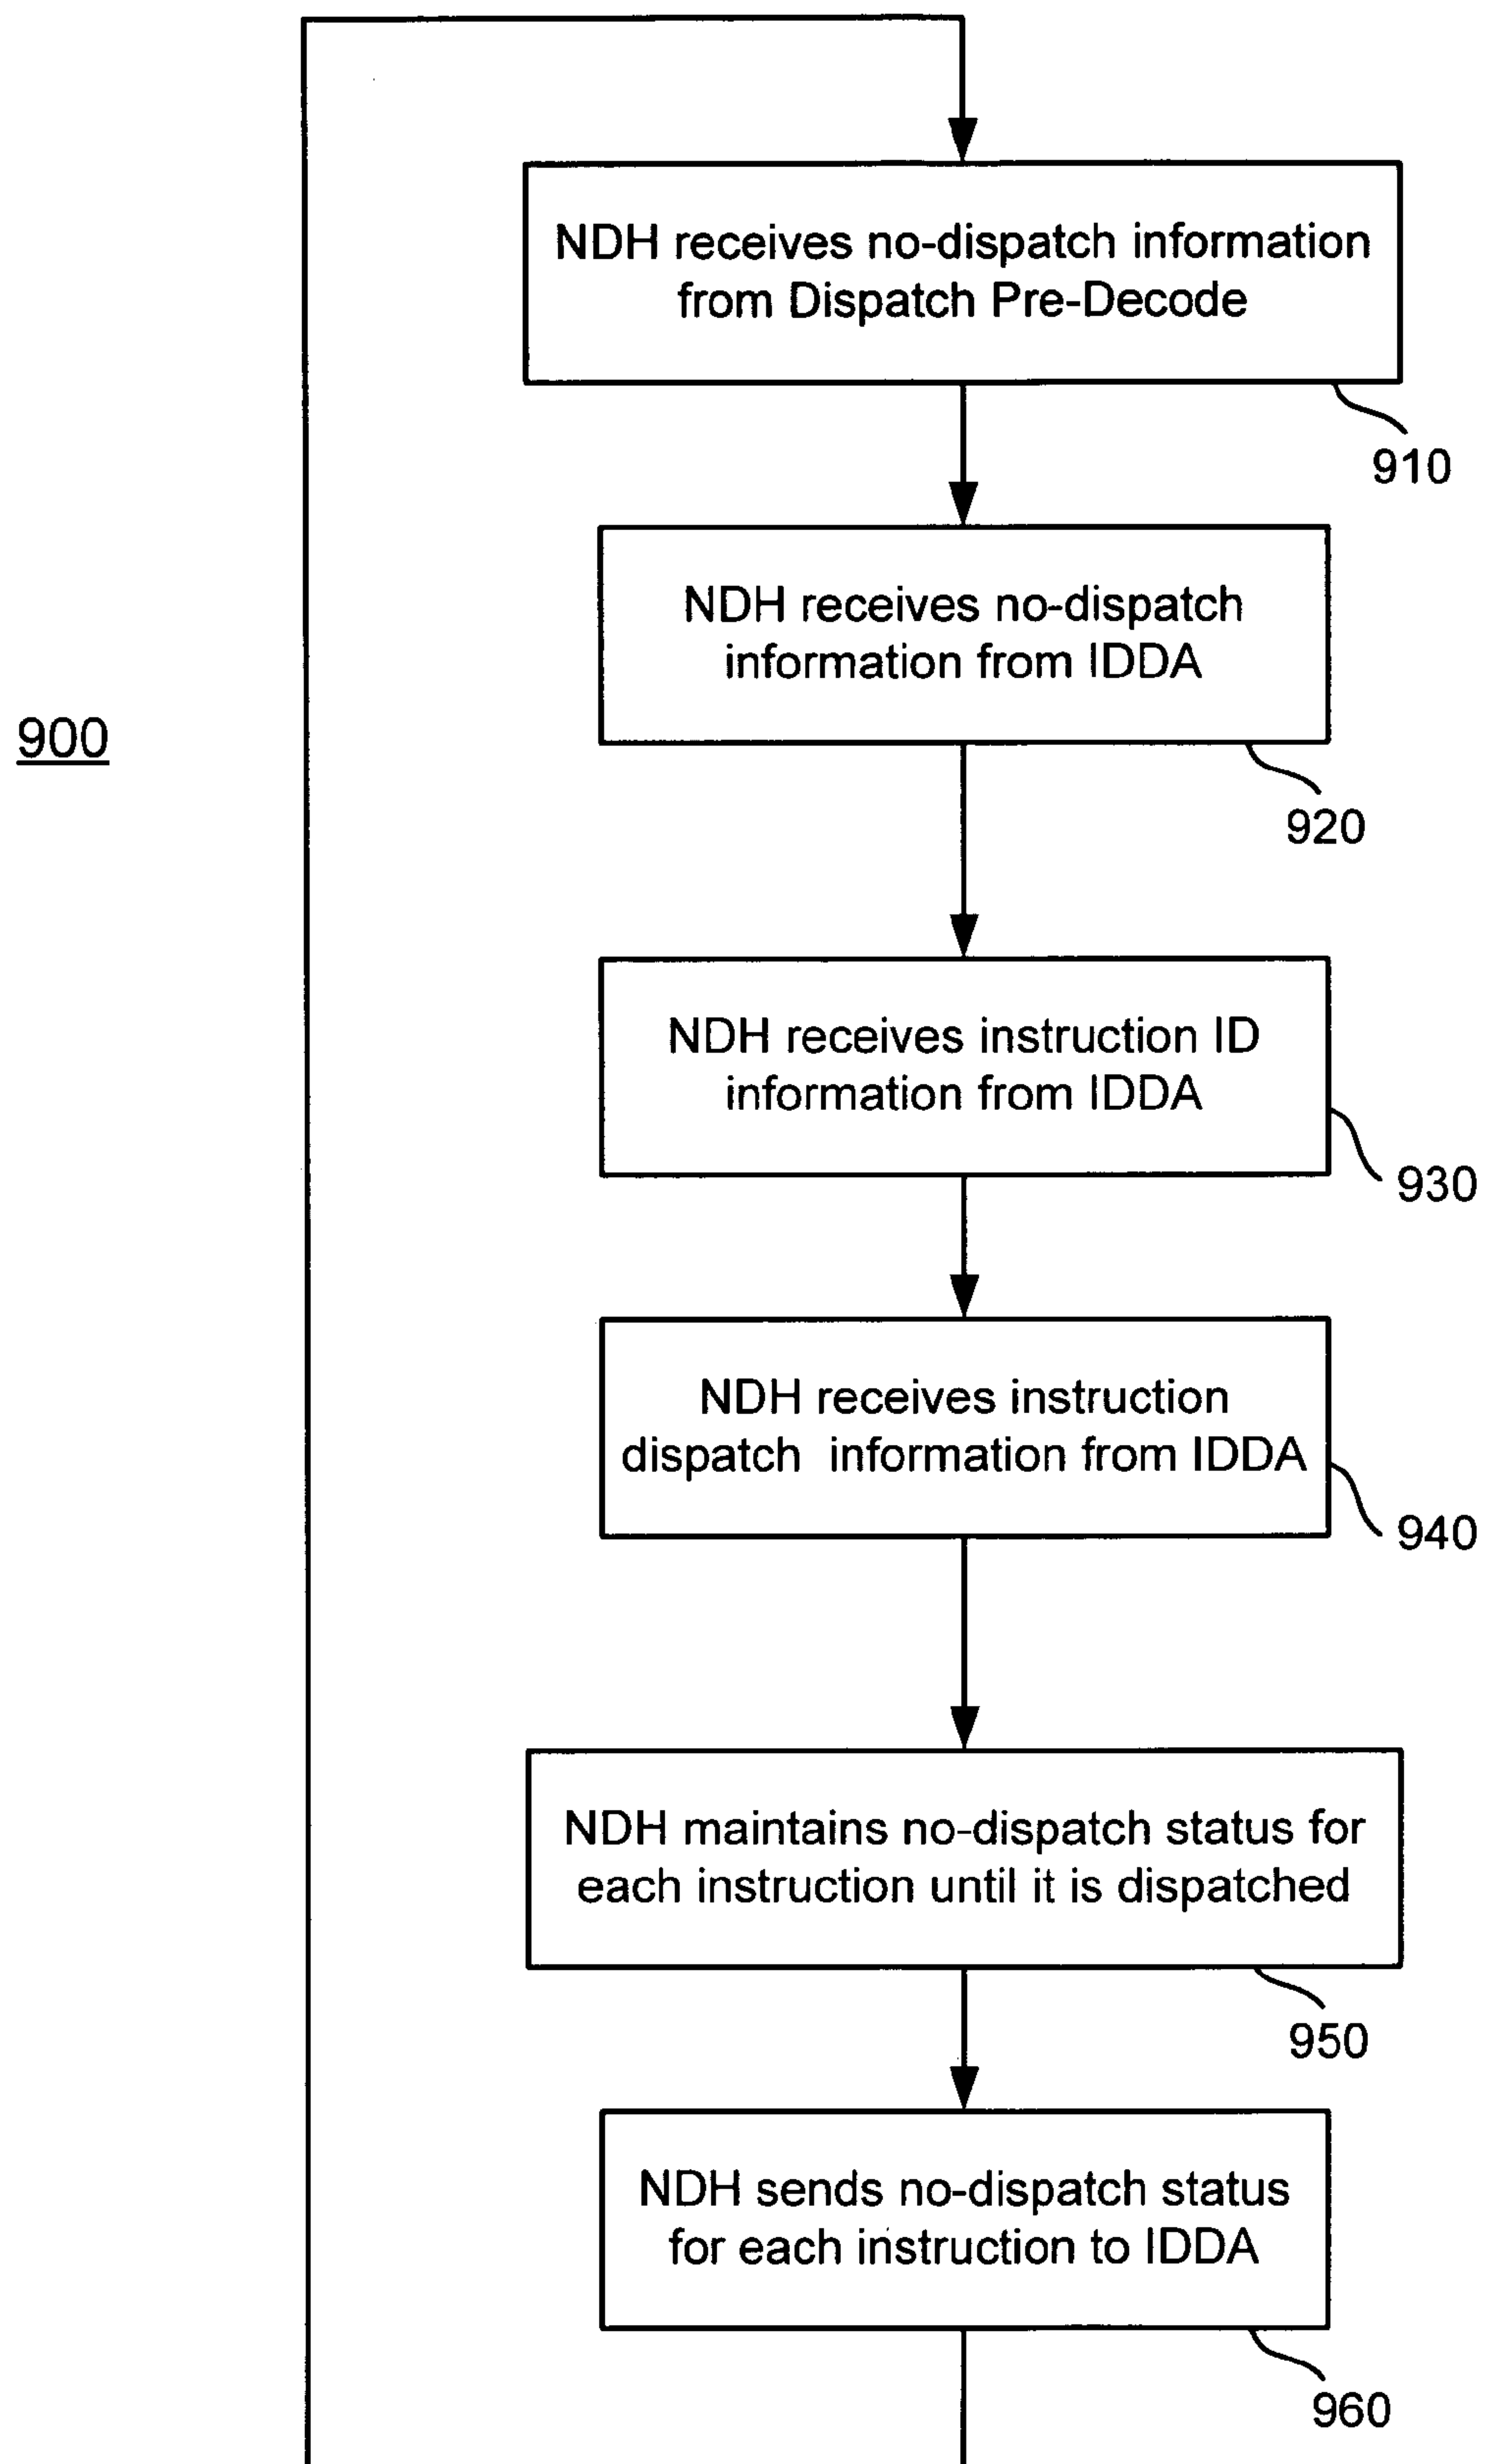 NDH receives no-dispatch information
from Dispatch Pre-Decode
910
NDH receives no-dispatch
information from IDDA
900
920
NDH receives instruction ID
information from IDDA
930
NDH receives instruction
dispatch information from IDDA
940
NDH maintains no-dispatch status for
each instruction until it is dispatched
950
NDH sends no-dispatch status
for each instruction to IDDA
960